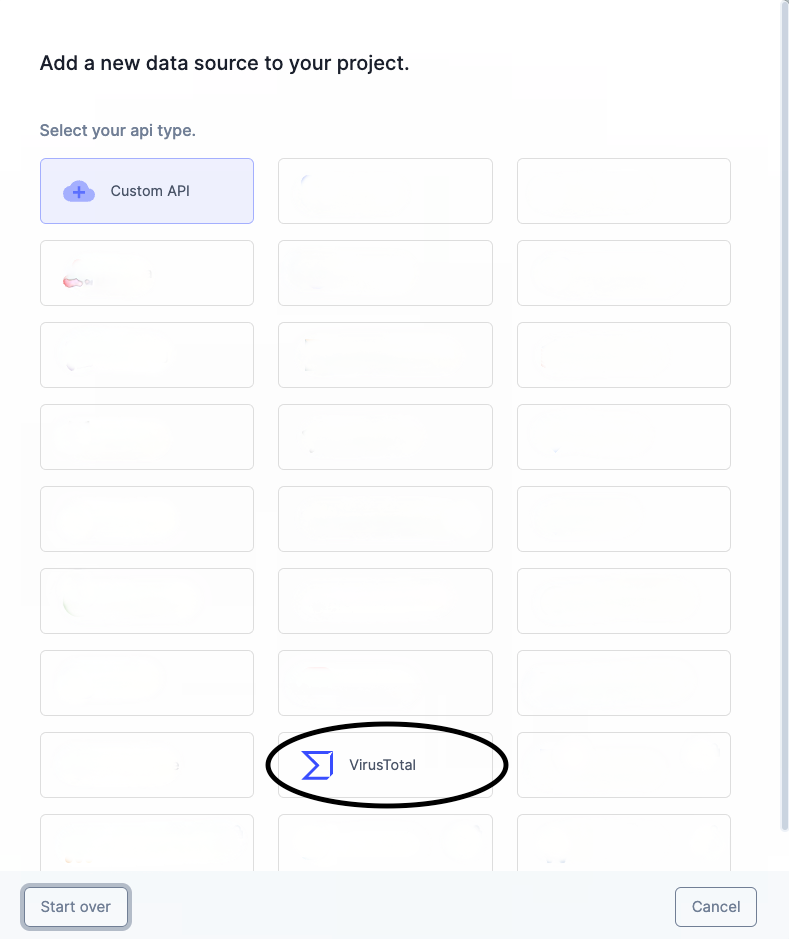 Add a new data source to your project.
Select your api type.
Custom API
VirusTotal
Start over
Cancel